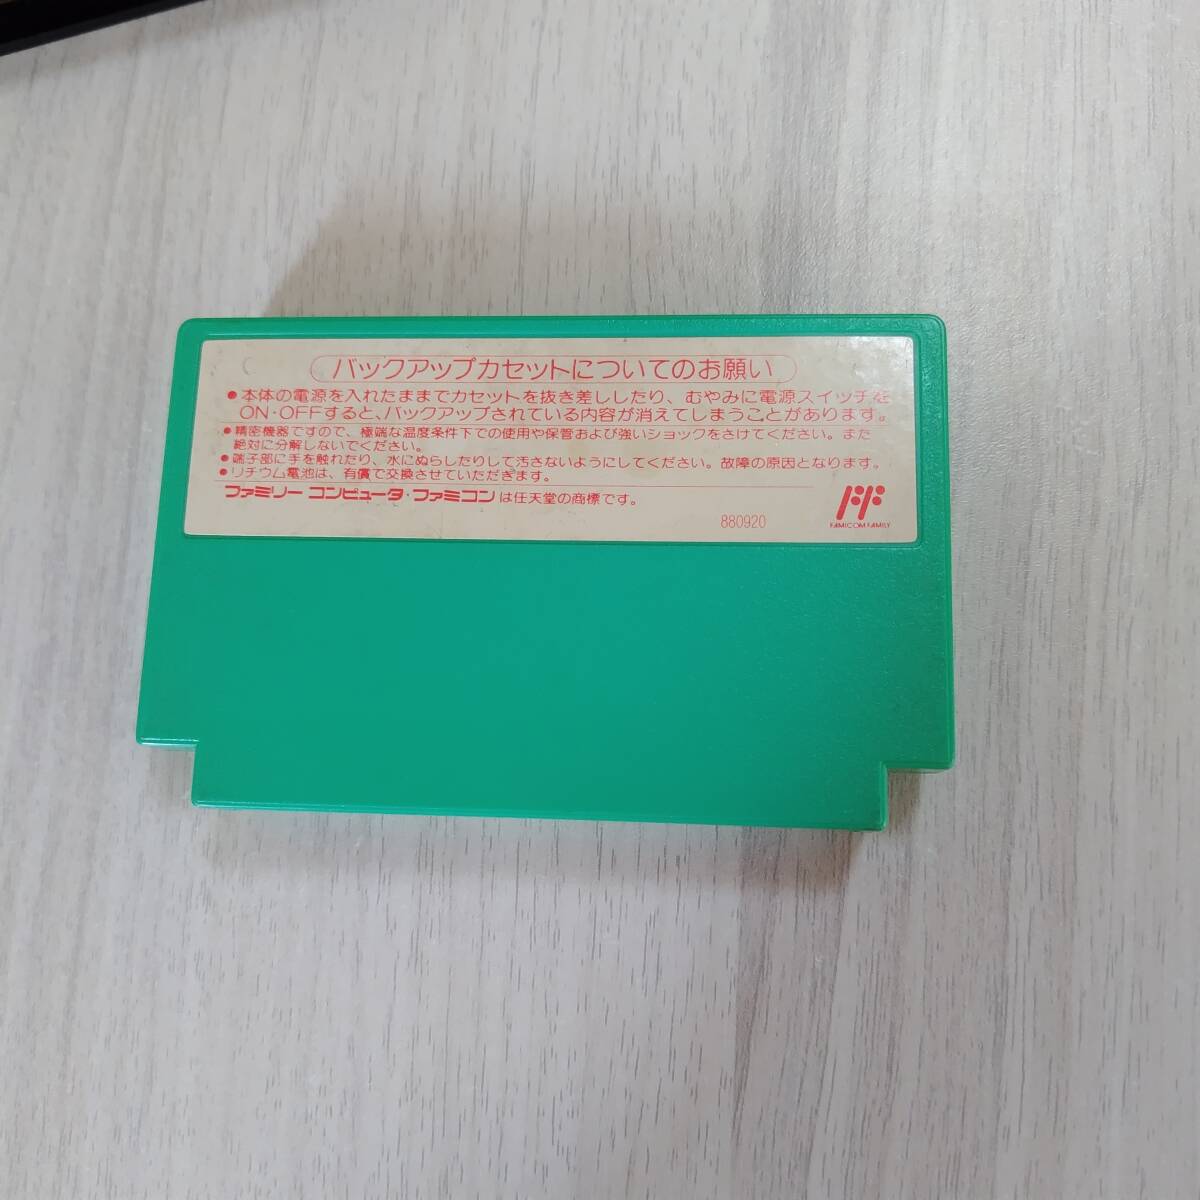 バックアップカセットについてのお願い
●本体の電源を入れたままでカセットを抜き差ししたり、むやみに電源スイッチを
ON・OFFすると、バックアップされている内容が消えてしまうことがあります。
●精密機器ですので、極端な温度条件下での使用や保管および強いショックをさけてください。また
絶対に分解しないでください。
●端子部に手を触れたり、水にぬらしたりして汚さないようにしてください。故障の原因となります。
●リチウム電池は、有償で交換させていただきます。
ファミリーコンピュータ・ファミコンは任天堂の商標です。
880920
FAMICOM FAMILY